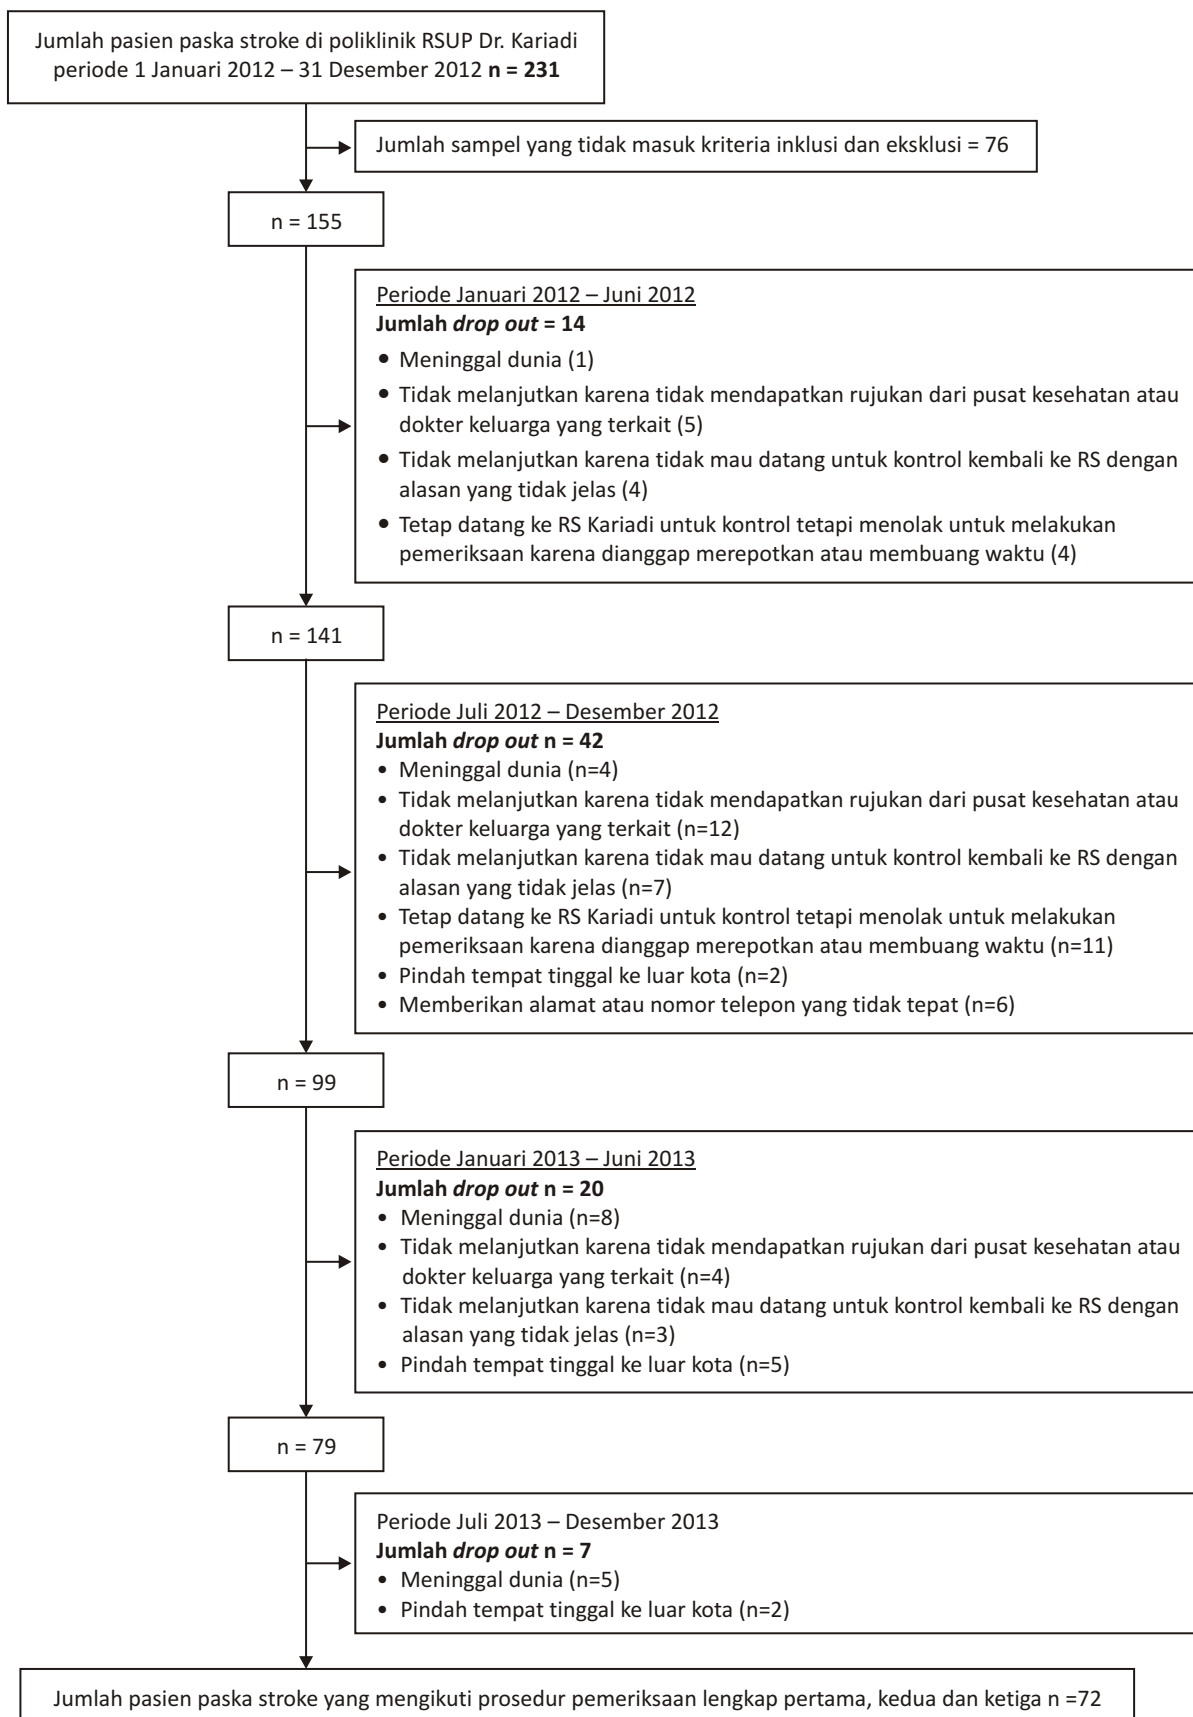 Jumlah pasien paska stroke di poliklinik RSUP Dr. Kariadi
periode 1 Januari 2012 – 31 Desember 2012 n = 231
Jumlah sampel yang tidak masuk kriteria inklusi dan eksklusi = 76
n = 155
Periode Januari 2012 – Juni 2012
Jumlah drop out = 14
• Meninggal dunia (1)
• Tidak melanjutkan karena tidak mendapatkan rujukan dari pusat kesehatan atau
dokter keluarga yang terkait (5)
• Tidak melanjutkan karena tidak mau datang untuk kontrol kembali ke RS dengan
alasan yang tidak jelas (4)
• Tetap datang ke RS Kariadi untuk kontrol tetapi menolak untuk melakukan
pemeriksaan karena dianggap merepotkan atau membuang waktu (4)
n = 141
Periode Juli 2012 – Desember 2012
Jumlah drop out n = 42
• Meninggal dunia (n=4)
• Tidak melanjutkan karena tidak mendapatkan rujukan dari pusat kesehatan atau
dokter keluarga yang terkait (n=12)
• Tidak melanjutkan karena tidak mau datang untuk kontrol kembali ke RS dengan
alasan yang tidak jelas (n=7)
• Tetap datang ke RS Kariadi untuk kontrol tetapi menolak untuk melakukan
pemeriksaan karena dianggap merepotkan atau membuang waktu (n=11)
• Pindah tempat tinggal ke luar kota (n=2)
• Memberikan alamat atau nomor telepon yang tidak tepat (n=6)
n = 99
Periode Januari 2013 – Juni 2013
Jumlah drop out n = 20
• Meninggal dunia (n=8)
• Tidak melanjutkan karena tidak mendapatkan rujukan dari pusat kesehatan atau
dokter keluarga yang terkait (n=4)
• Tidak melanjutkan karena tidak mau datang untuk kontrol kembali ke RS dengan
alasan yang tidak jelas (n=3)
• Pindah tempat tinggal ke luar kota (n=5)
n = 79
Periode Juli 2013 – Desember 2013
Jumlah drop out n = 7
• Meninggal dunia (n=5)
• Pindah tempat tinggal ke luar kota (n=2)
Jumlah pasien paska stroke yang mengikuti prosedur pemeriksaan lengkap pertama, kedua dan ketiga n =72